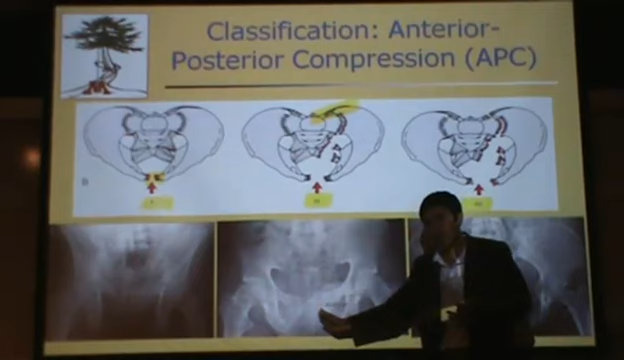 Classification: Anterior-
Posterior Compression (APC)